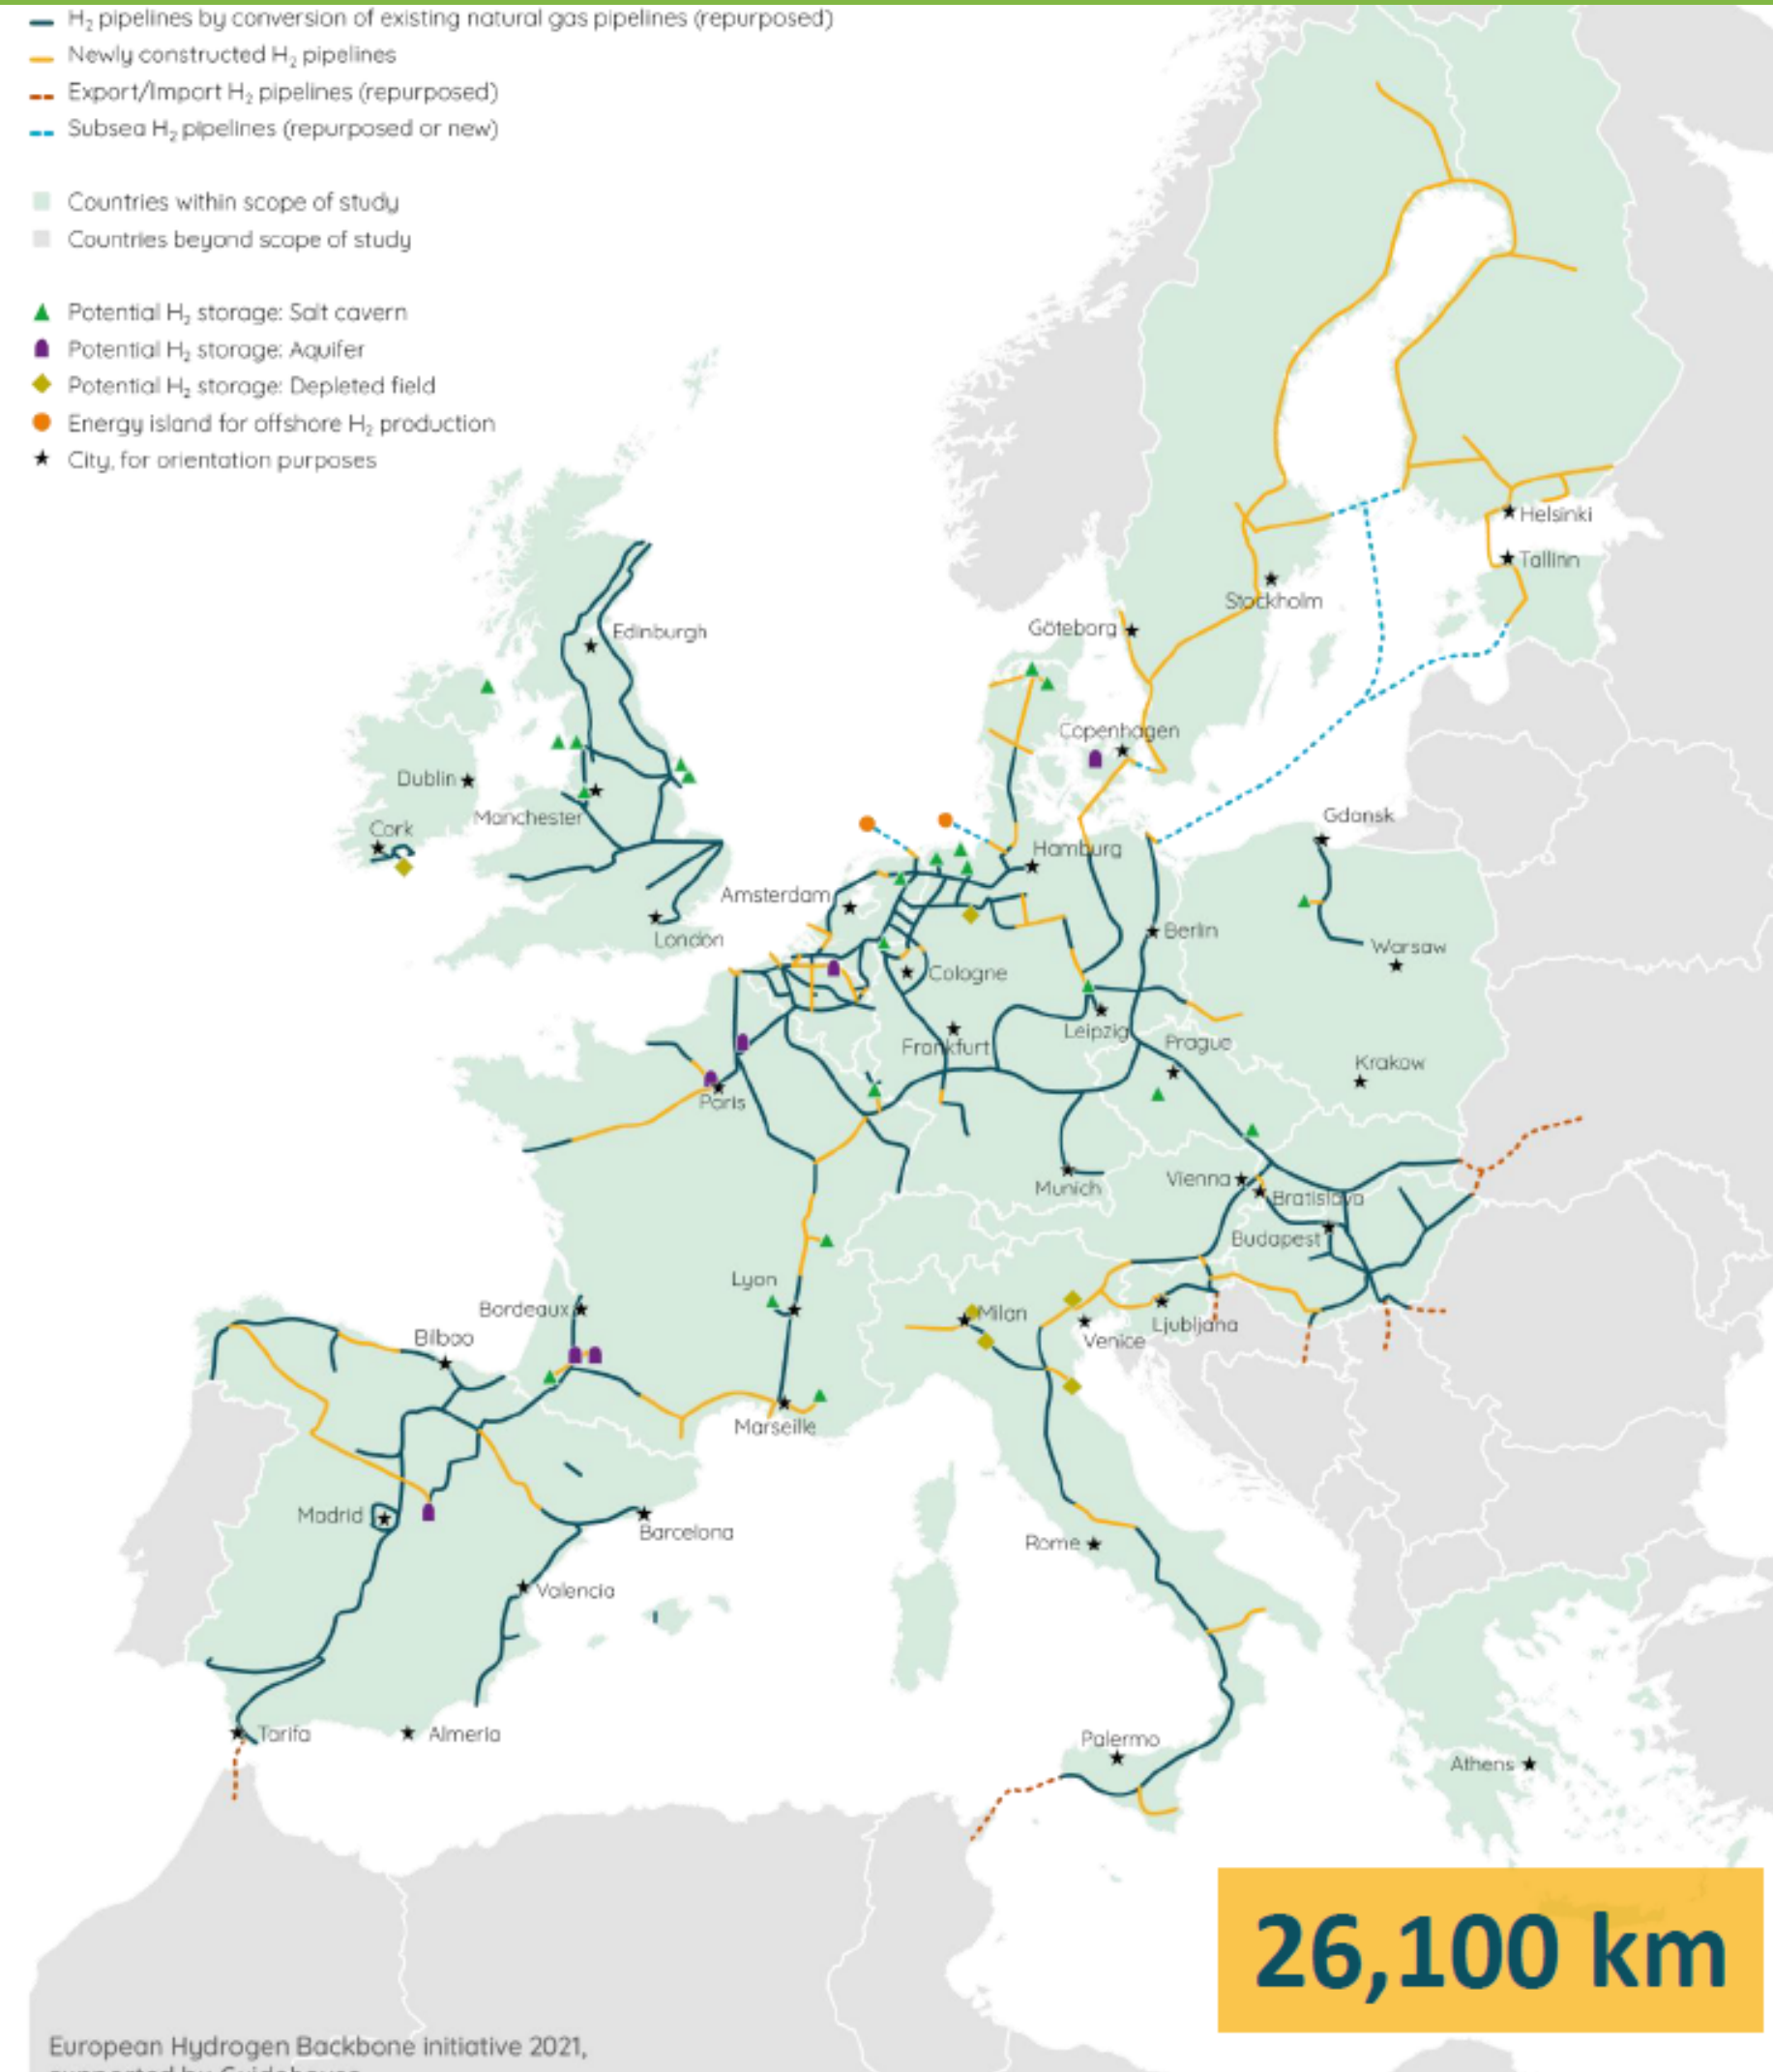 H₂ pipelines by conversion of existing natural gas pipelines (repurposed)
Newly constructed H₂ pipelines
Export/Import H₂ pipelines (repurposed)
Subsea H₂ pipelines (repurposed or new)
Countries within scope of study
Countries beyond scope of study
Potential H₂ storage: Salt cavern
Potential H₂ storage: Aquifer
Potential H₂ storage: Depleted field
Energy island for offshore H₂ production
City, for orientation purposes
Helsinki
Tallinn
Stockholm
Göteborg
Edinburgh
Copenhagen
Dublin
Manchester
Cork
Gdansk
Hamburg
Amsterdam
Berlin
London
Warsaw
Cologne
Leipzig
Frankfurt
Prague
Krakow
Paris
Vienna
Munich
Bratislava
Budapest
Lyon
Bordeaux
Milan
Ljubljana
Bilbao
Venice
Marseille
Madrid
Barcelona
Rome
Valencia
Tarifa
Almeria
Palermo
Athens
26,100 km
European Hydrogen Backbone initiative 2021,
supported by Guidehouse